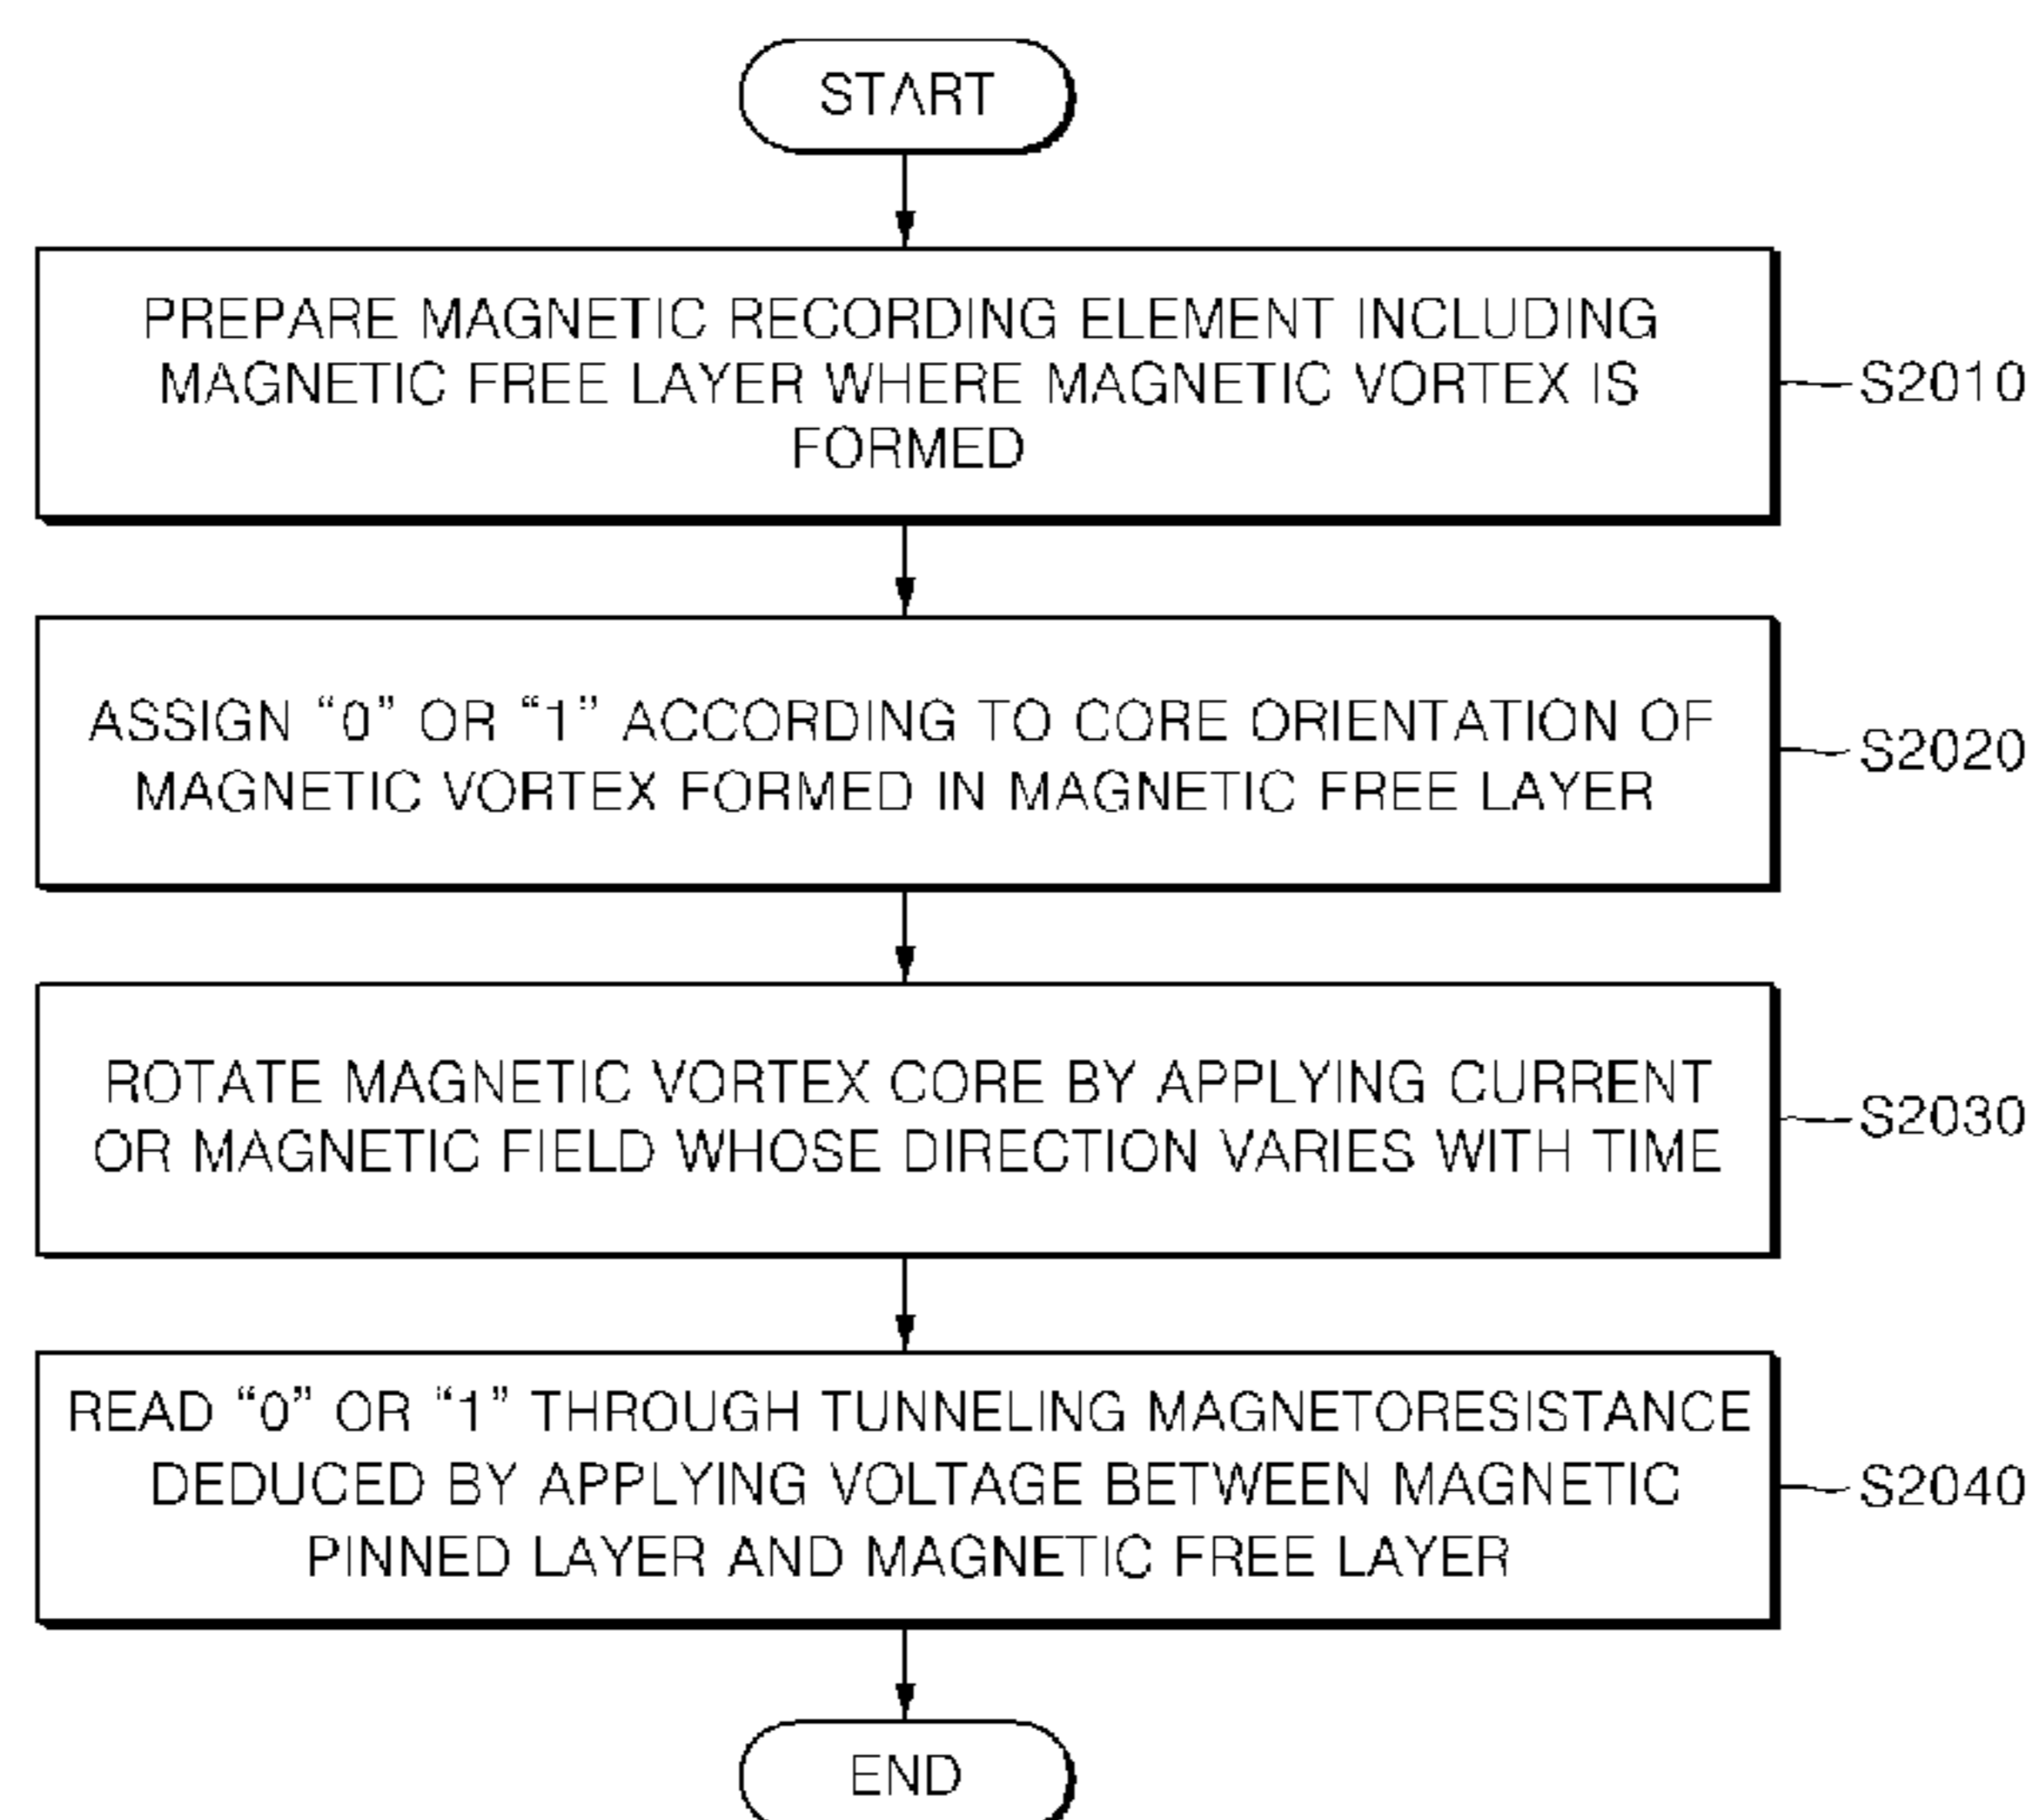 START
PREPARE MAGNETIC RECORDING ELEMENT INCLUDING
MAGNETIC FREE LAYER WHERE MAGNETIC VORTEX IS
FORMED
S2010
ASSIGN “0” OR “1” ACCORDING TO CORE ORIENTATION OF
MAGNETIC VORTEX FORMED IN MAGNETIC FREE LAYER
S2020
ROTATE MAGNETIC VORTEX CORE BY APPLYING CURRENT
OR MAGNETIC FIELD WHOSE DIRECTION VARIES WITH TIME
S2030
READ “0” OR “1” THROUGH TUNNELING MAGNETORESISTANCE
DEDUCED BY APPLYING VOLTAGE BETWEEN MAGNETIC
PINNED LAYER AND MAGNETIC FREE LAYER
S2040
END